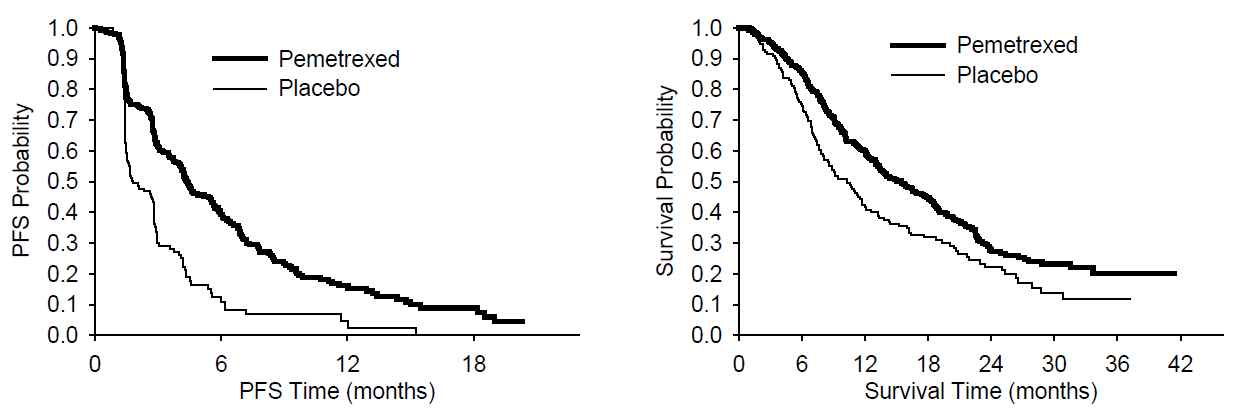 1.0
0.9
0.8
0.7
0.6
0.5
0.4
0.3
0.2
0.1
0.0
PFS Probability
Pemetrexed
Placebo
0 6 12 18
PFS Time (months)
1.0
0.9
0.8
0.7
0.6
0.5
0.4
0.3
0.2
0.1
0.0
Survival Probability
Pemetrexed
Placebo
0 6 12 18 24 30 36 42
Survival Time (months)